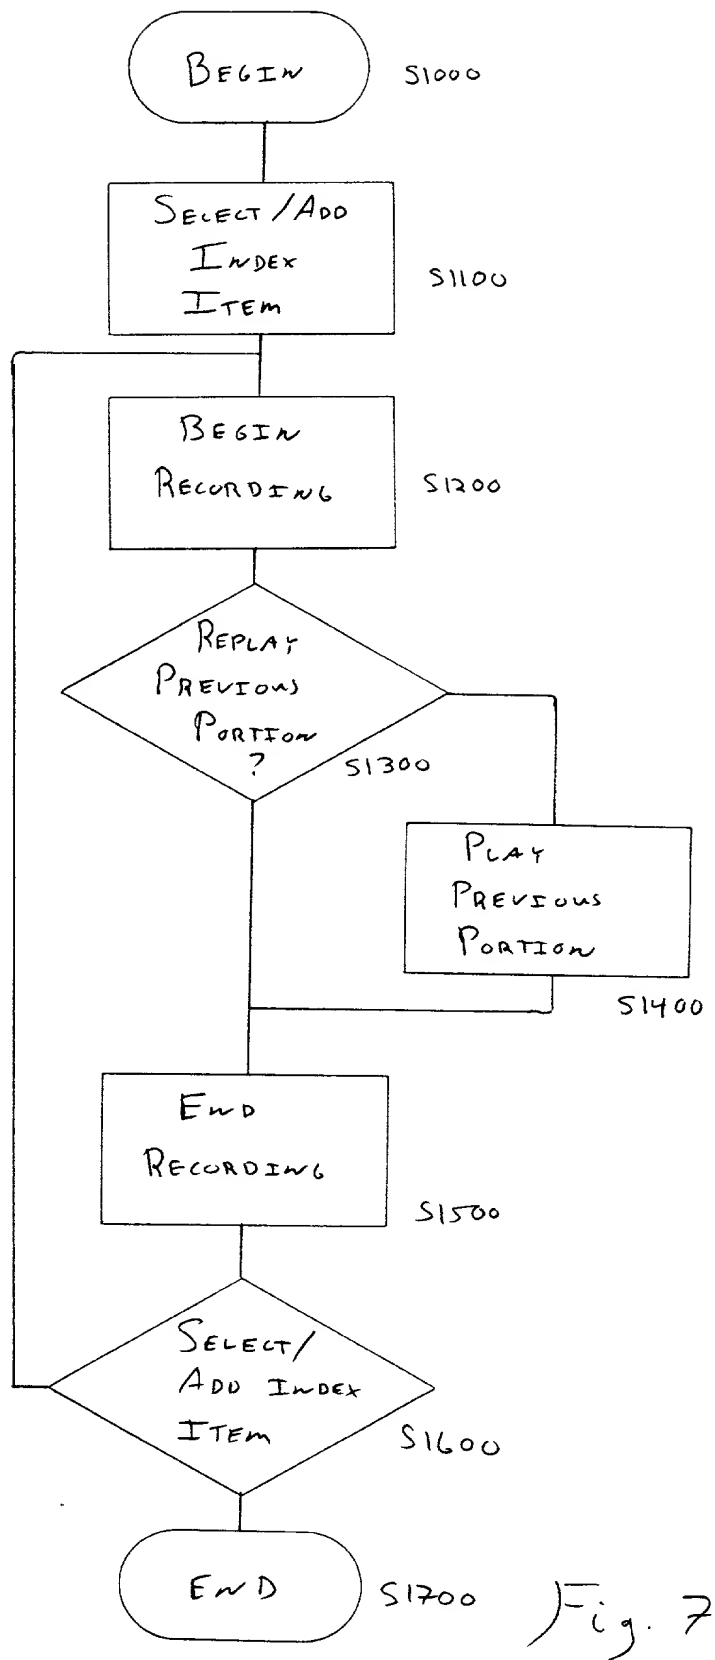 BEGIN
S1000
SELECT/ADD
INDEX
ITEM
S1100
BEGIN
RECORDING
S1200
REPLAY
PREVIOUS
PORTION
?
S1300
PLAY
PREVIOUS
PORTION
S1400
END
RECORDING
S1500
SELECT/
ADD INDEX
ITEM
S1600
END
S1700
Fig. 7